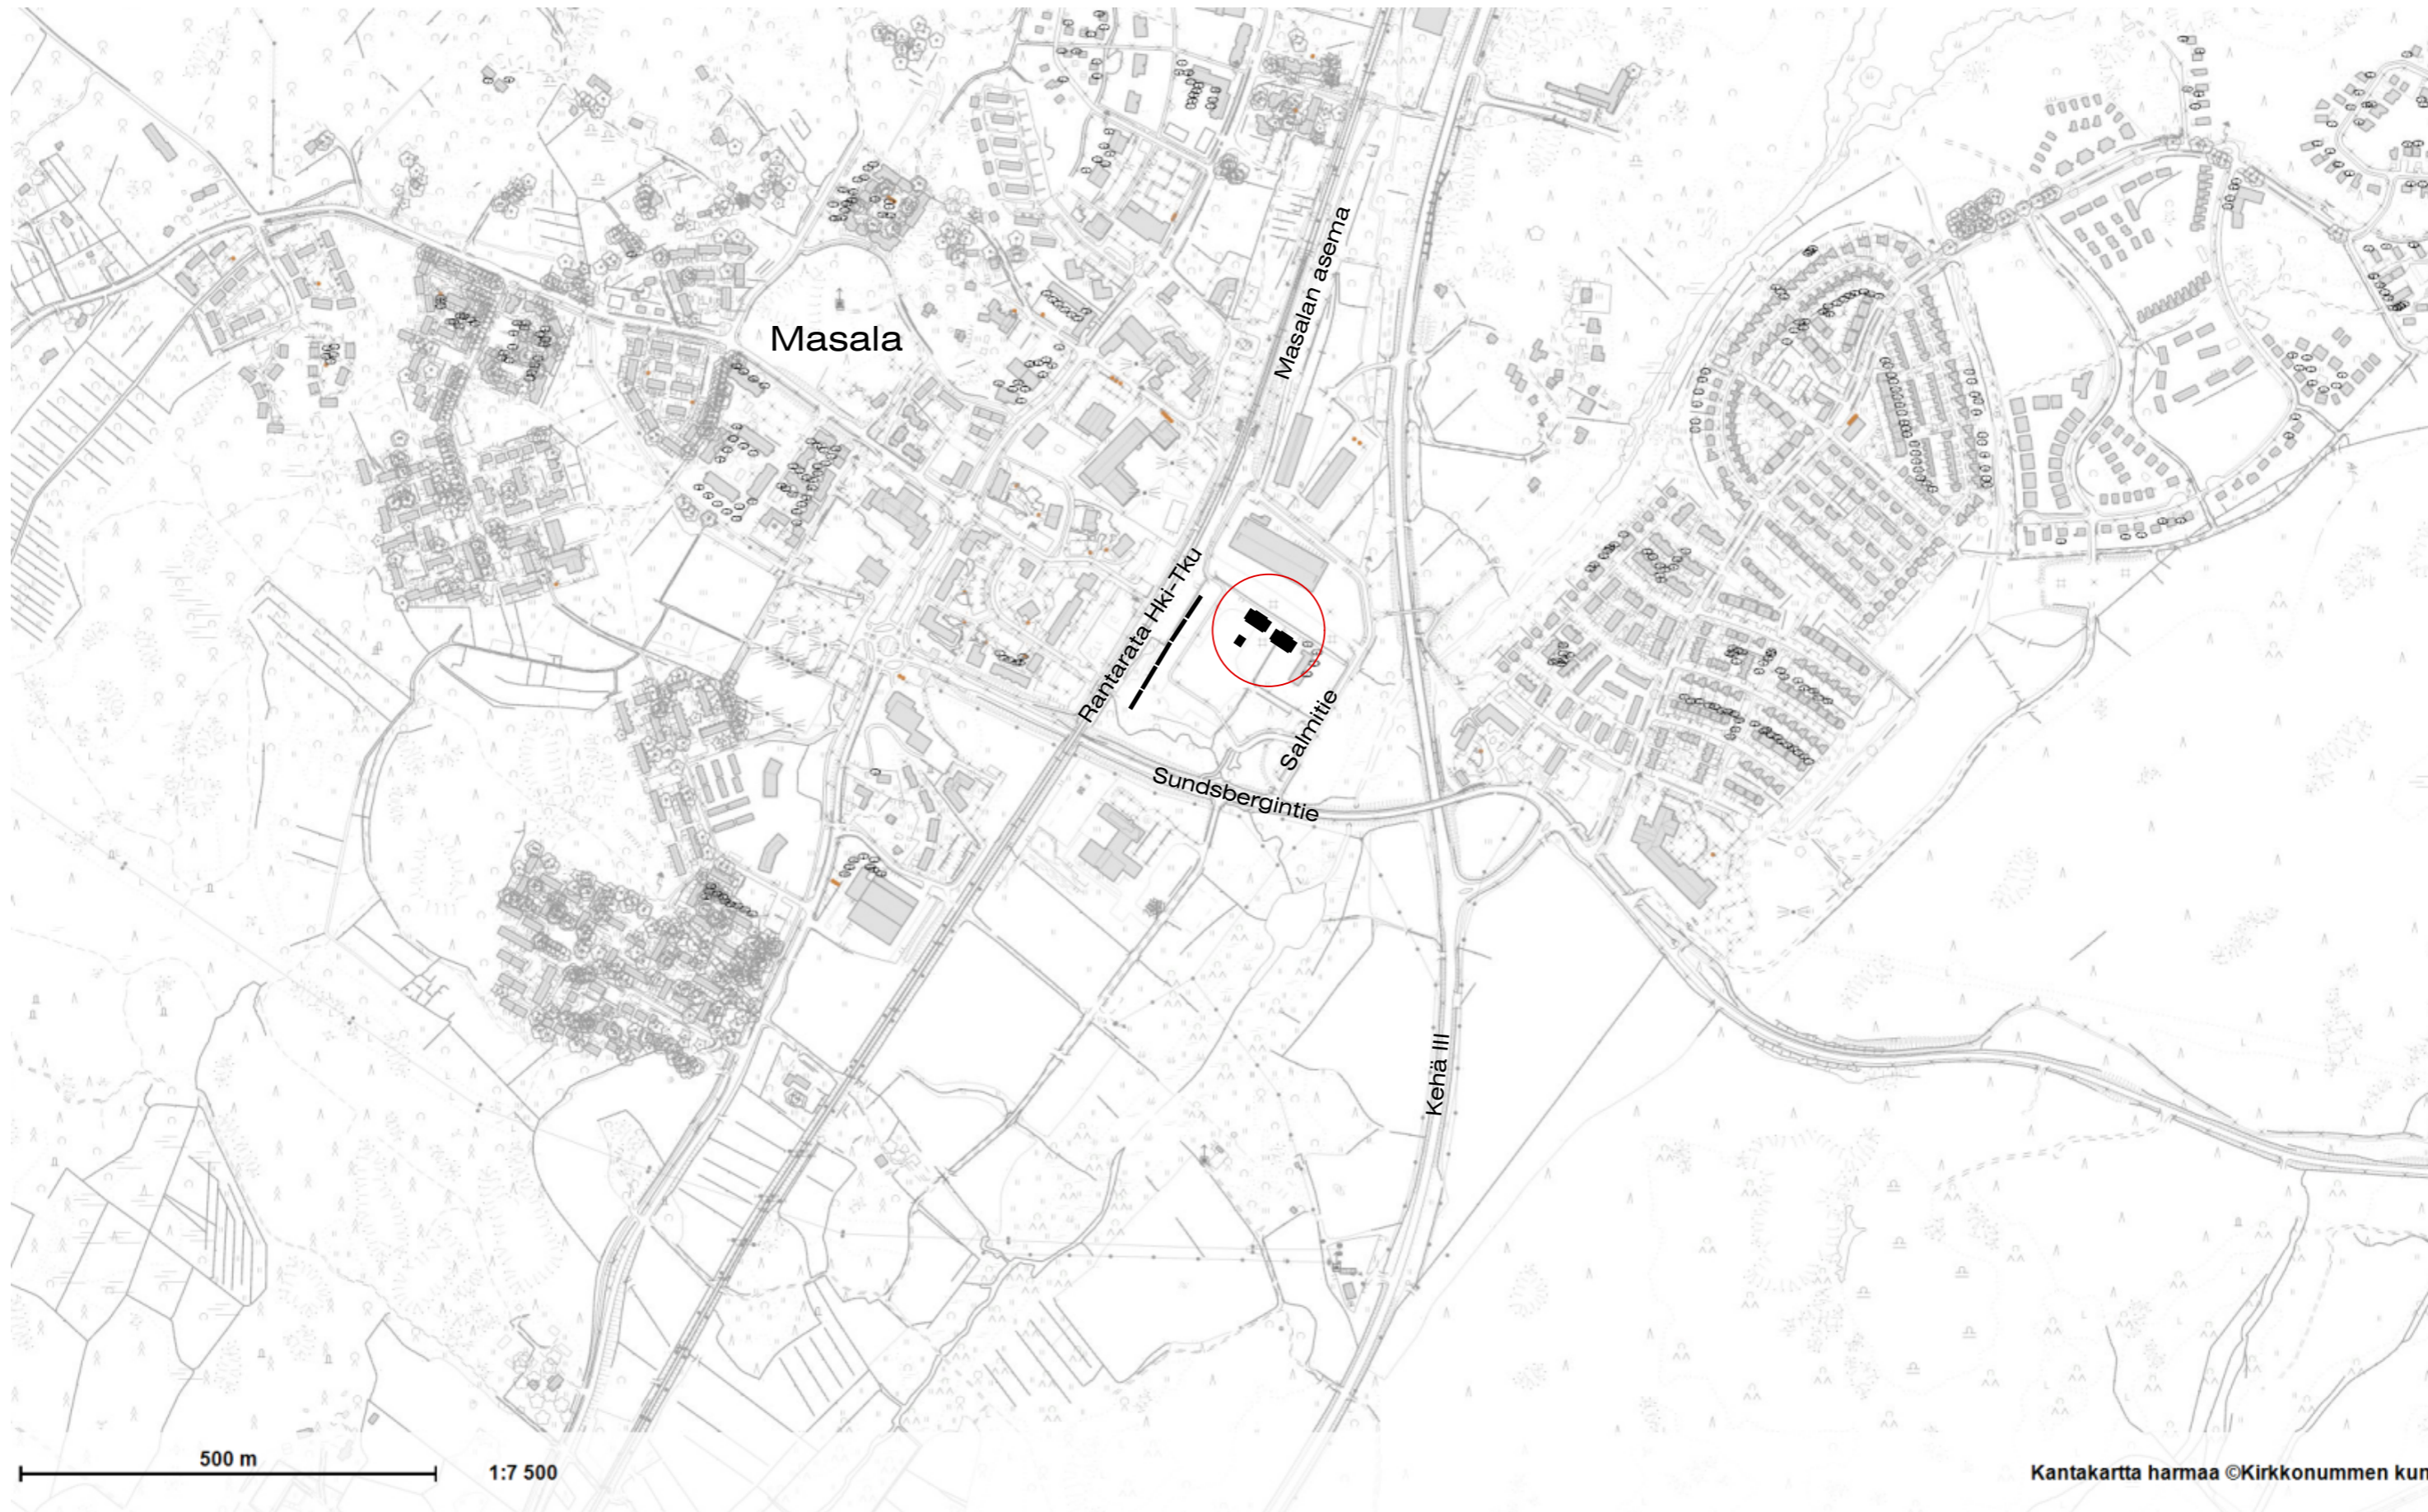 Masalan asema
Masala
Rantarata Hki-Tku
Salmitie
Sundsbergintie
Kehä III
500 m
1:7 500
Kantakartta harmaa ©Kirkkonummen kun